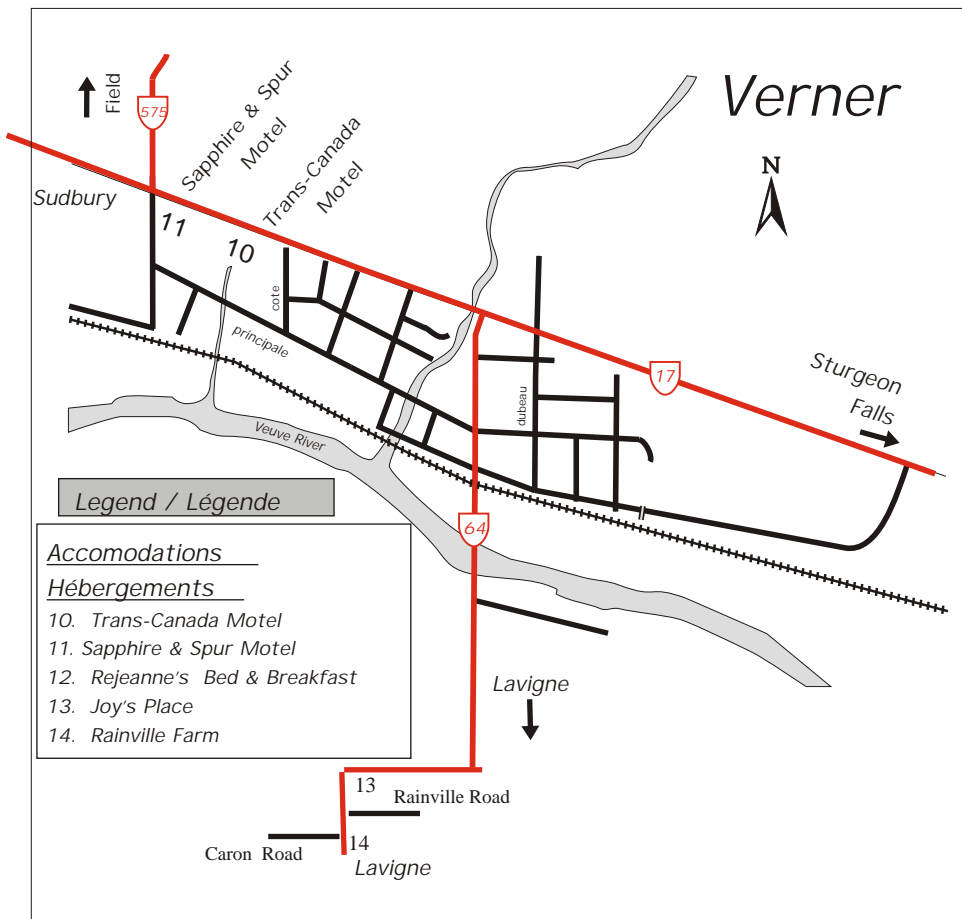 Verner
N
Field
575
Sapphire & Spur
Motel
Trans-Canada
Motel
Sudbury
11
10
cote
principale
dubeau
17
Sturgeon
Falls
Veuve River
64
Legend / Légende
Accomodations
Hébergements
10. Trans-Canada Motel
11. Sapphire & Spur Motel
12. Rejeanne's Bed & Breakfast
13. Joy's Place
14. Rainville Farm
Lavigne
13
Rainville Road
Caron Road
14
Lavigne